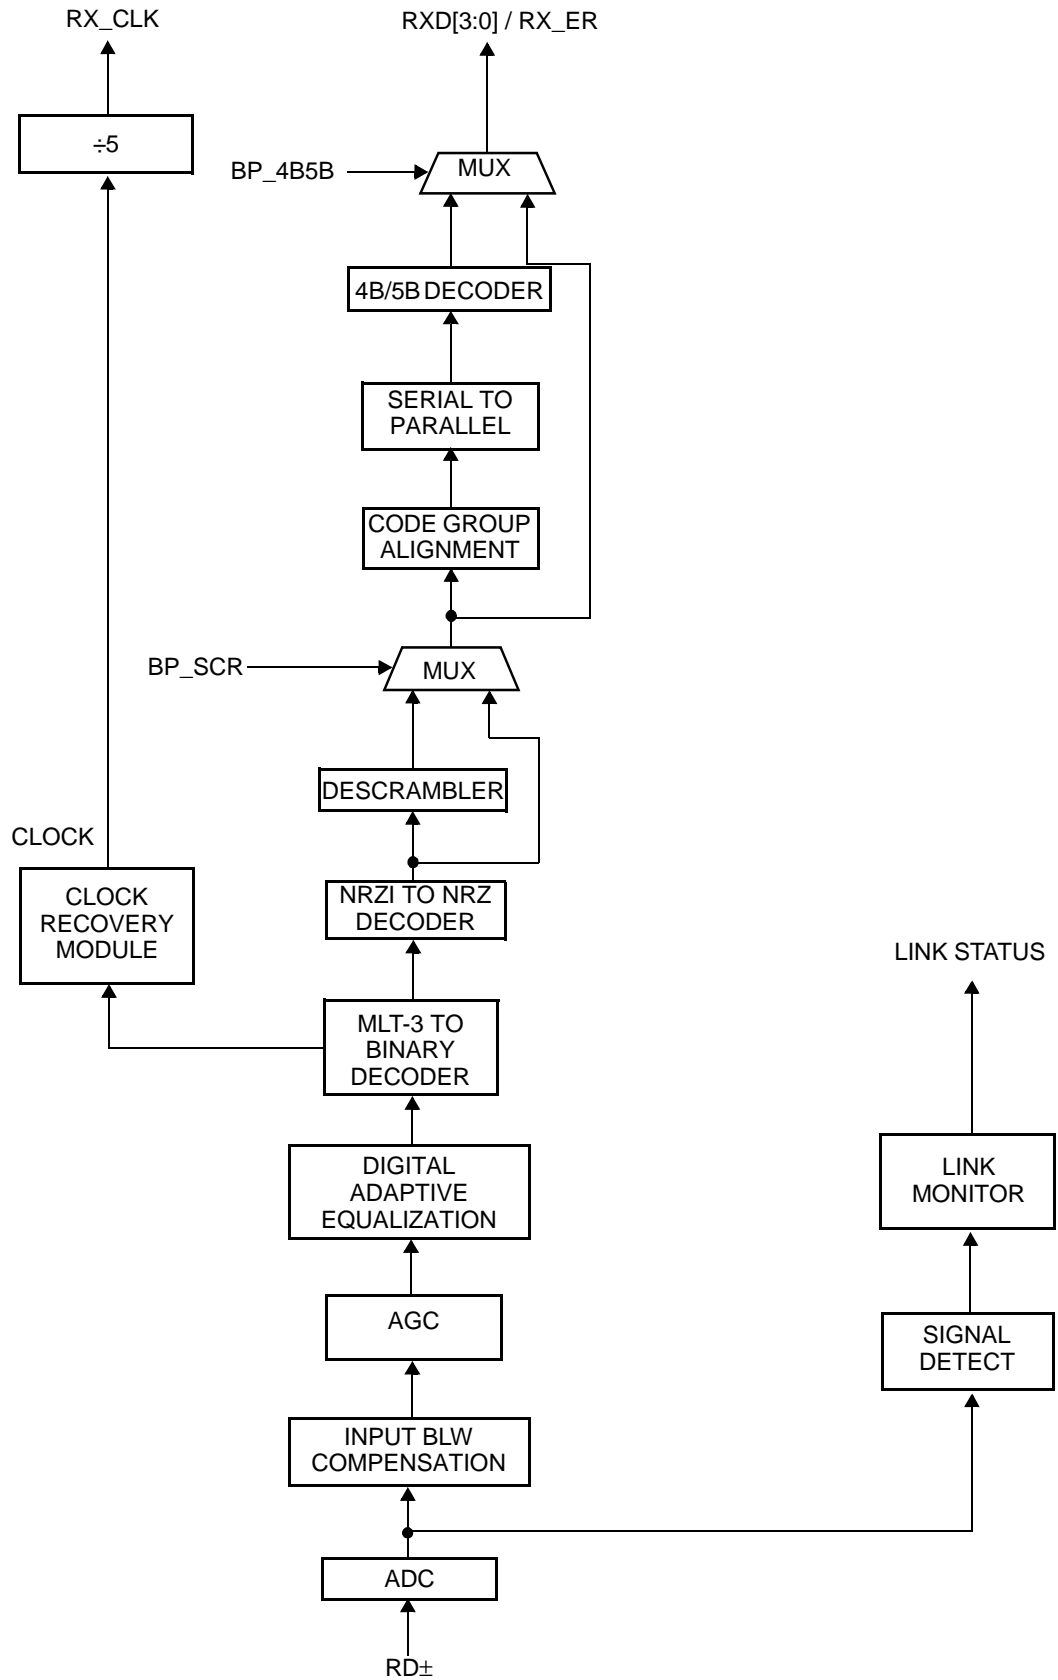 RX_CLK
RXD[3:0] / RX_ER
÷5
BP_4B5B
MUX
4B/5B DECODER
SERIAL TO
PARALLEL
CODE GROUP
ALIGNMENT
BP_SCR
MUX
DESCRAMBLER
CLOCK
CLOCK
RECOVERY
MODULE
NRZI TO NRZ
DECODER
LINK STATUS
MLT-3 TO
BINARY
DECODER
DIGITAL
ADAPTIVE
EQUALIZATION
LINK
MONITOR
AGC
SIGNAL
DETECT
INPUT BLW
COMPENSATION
ADC
RD±